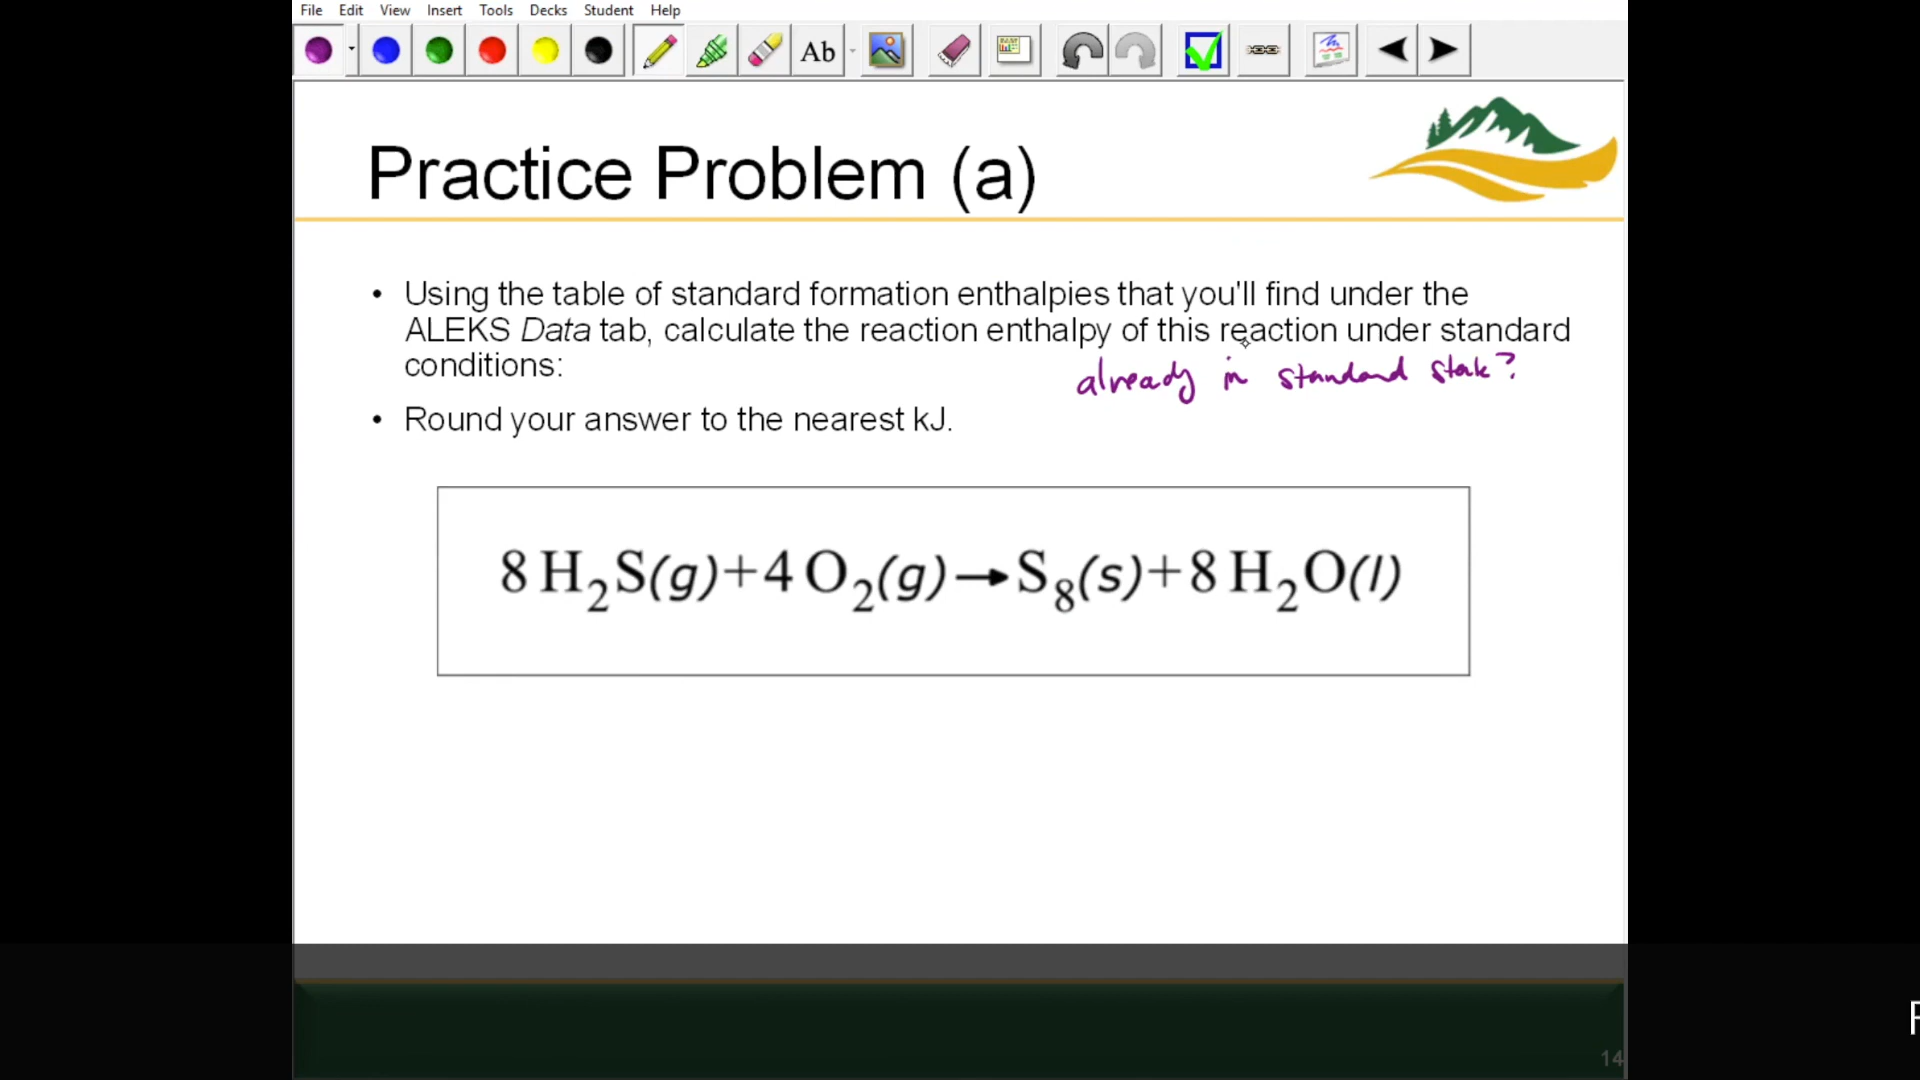 File Edit View Insert Tools Decks Student Help
Ab
Practice Problem (a)
• Using the table of standard formation enthalpies that you'll find under the
ALEKS Data tab, calculate the reaction enthalpy of this reaction under standard
conditions:
already in standard state?
• Round your answer to the nearest kJ.
8 H₂S(g)+4 O₂(g)→S₈(s)+8 H₂O(l)
14